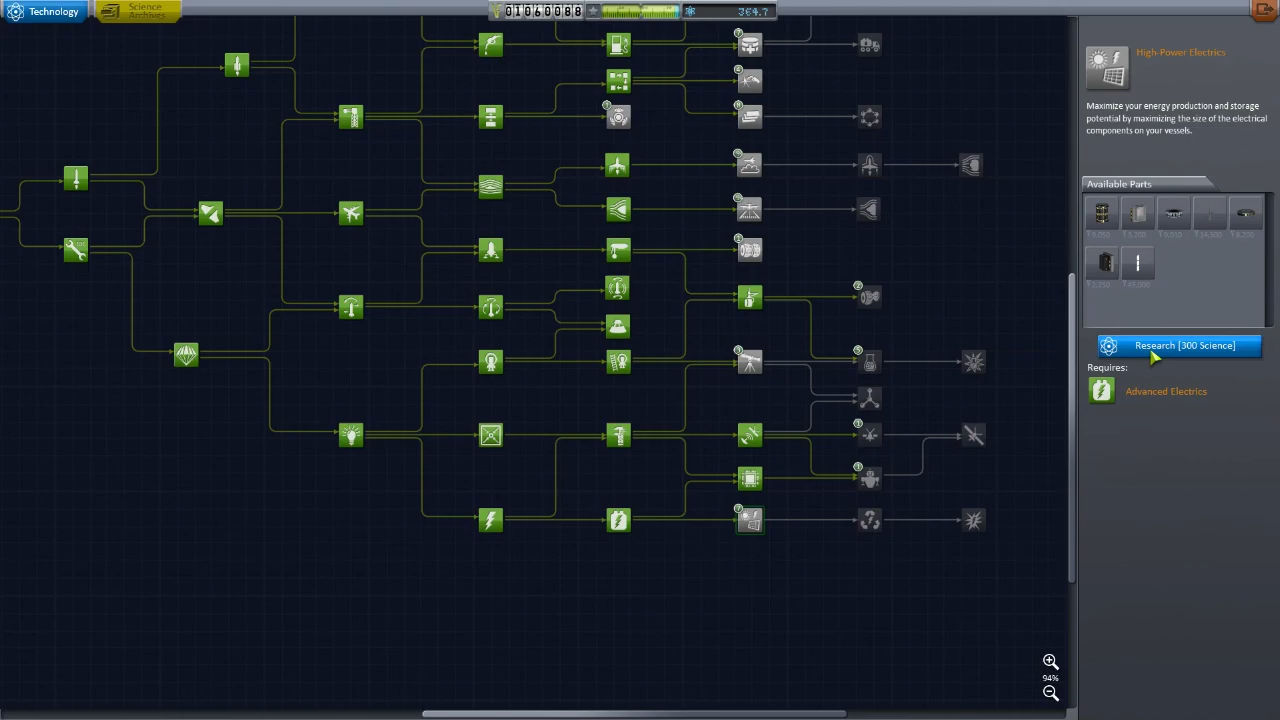 Technology
Science Archives
01060088
364.7
High-Power Electrics
Maximize your energy production and storage
potential by maximizing the size of the electrical
components on your vessels.
Available Parts
Research [300 Science]
Requires:
Advanced Electrics
94%